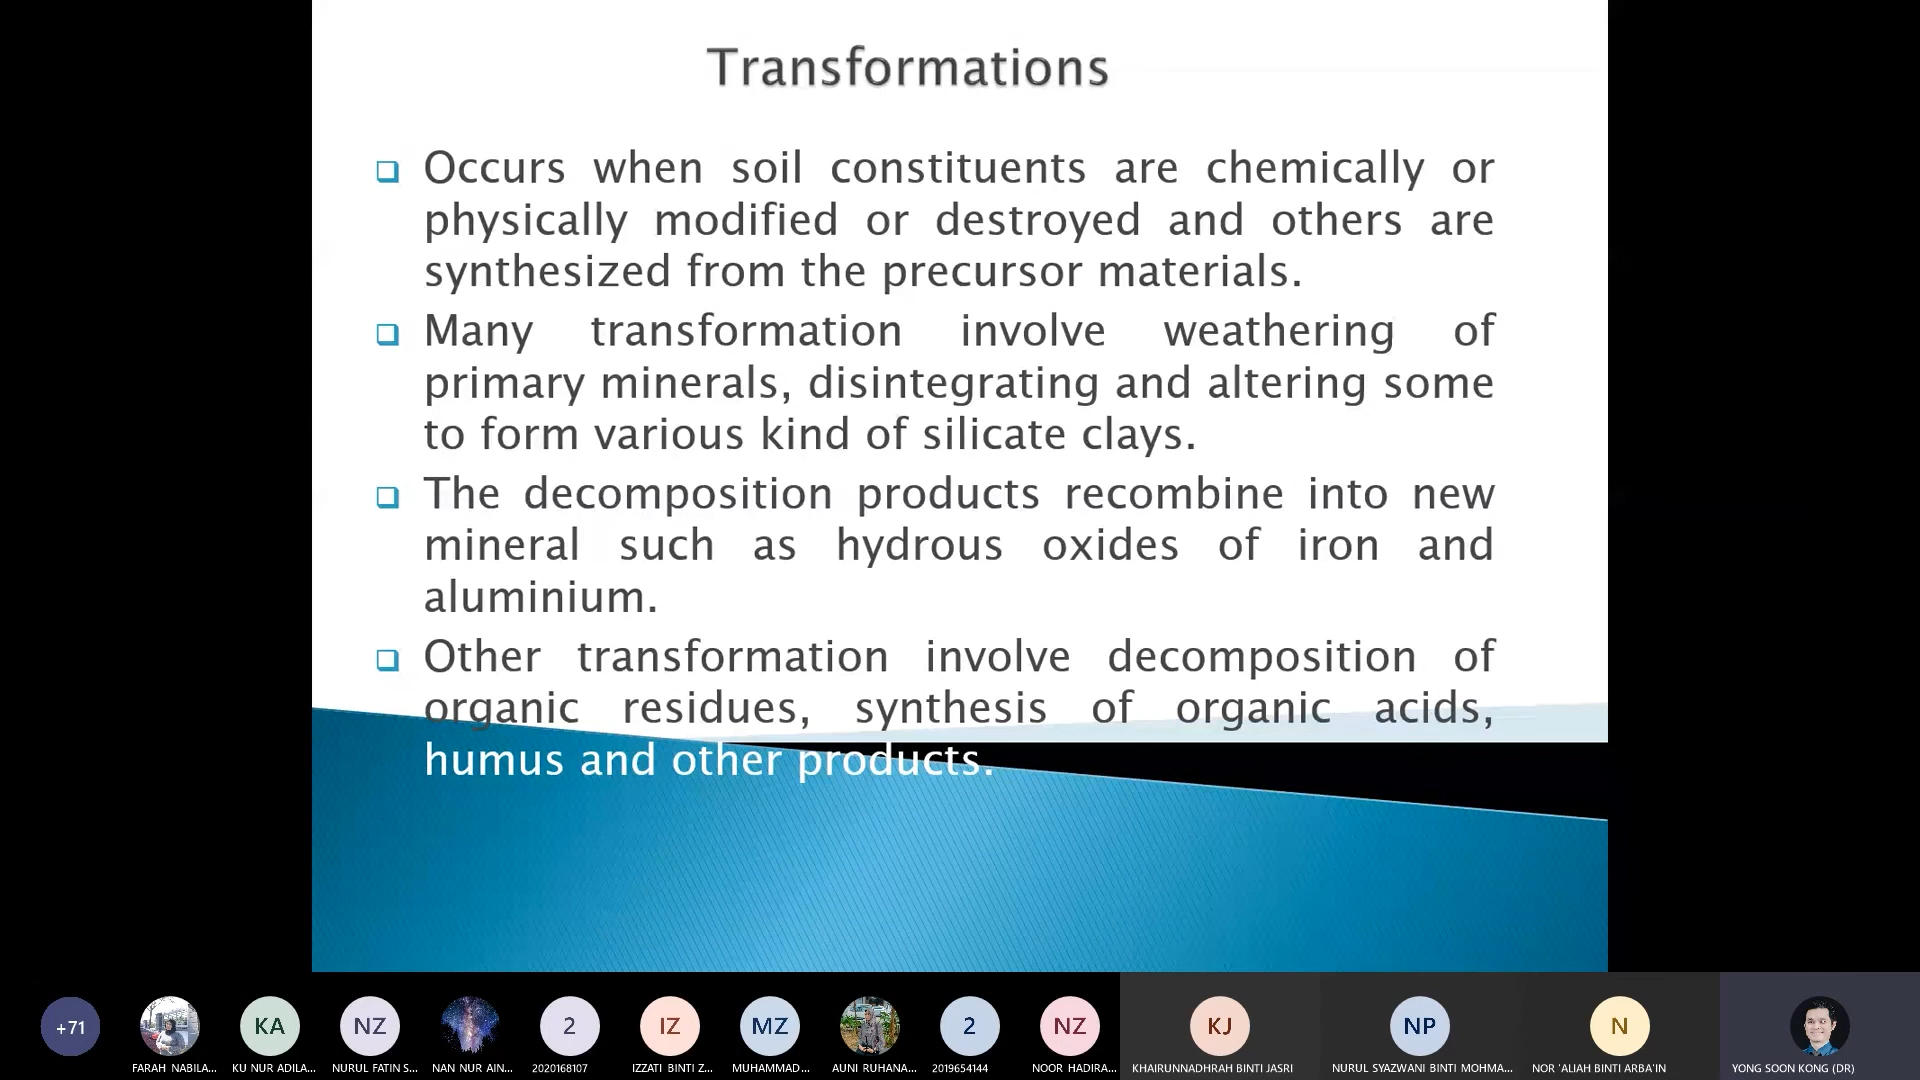 Transformations
Occurs when soil constituents are chemically or
physically modified or destroyed and others are
synthesized from the precursor materials.
Many transformation involve weathering of
primary minerals, disintegrating and altering some
to form various kind of silicate clays.
The decomposition products recombine into new
mineral such as hydrous oxides of iron and
aluminium.
Other transformation involve decomposition of
organic residues, synthesis of organic acids,
humus and other products.
+71
KA
NZ
2
IZ
MZ
2
NZ
KJ
NP
N
FARAH NABILA...
KU NUR ADILA...
NURUL FATIN S...
NAN NUR AIN...
2020168107
IZZATI BINTI Z...
MUHAMMAD...
AUNI RUHANA...
2019654144
NOOR HADIRA...
KHAIRUNNADHRAH BINTI JASRI
NURUL SYAZWANI BINTI MOHMA...
NOR 'ALIAH BINTI ARBA'IN
YONG SOON KONG (DR)